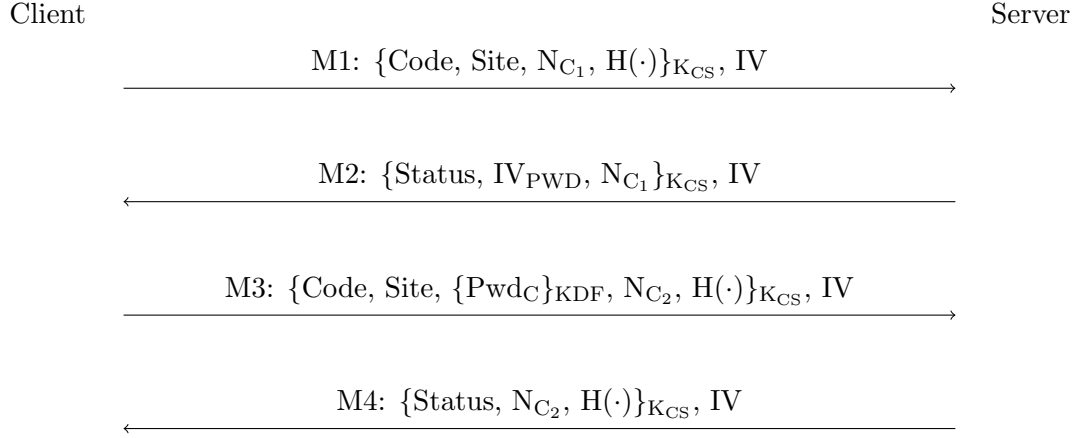 Client Server
M1: {Code, Site, N_{C_1}, H(·)}_{K_{CS}}, IV
M2: {Status, IV_{PWD}, N_{C_1}}_{K_{CS}}, IV
M3: {Code, Site, {Pwd_C}_{KDF}, N_{C_2}, H(·)}_{K_{CS}}, IV
M4: {Status, N_{C_2}, H(·)}_{K_{CS}}, IV